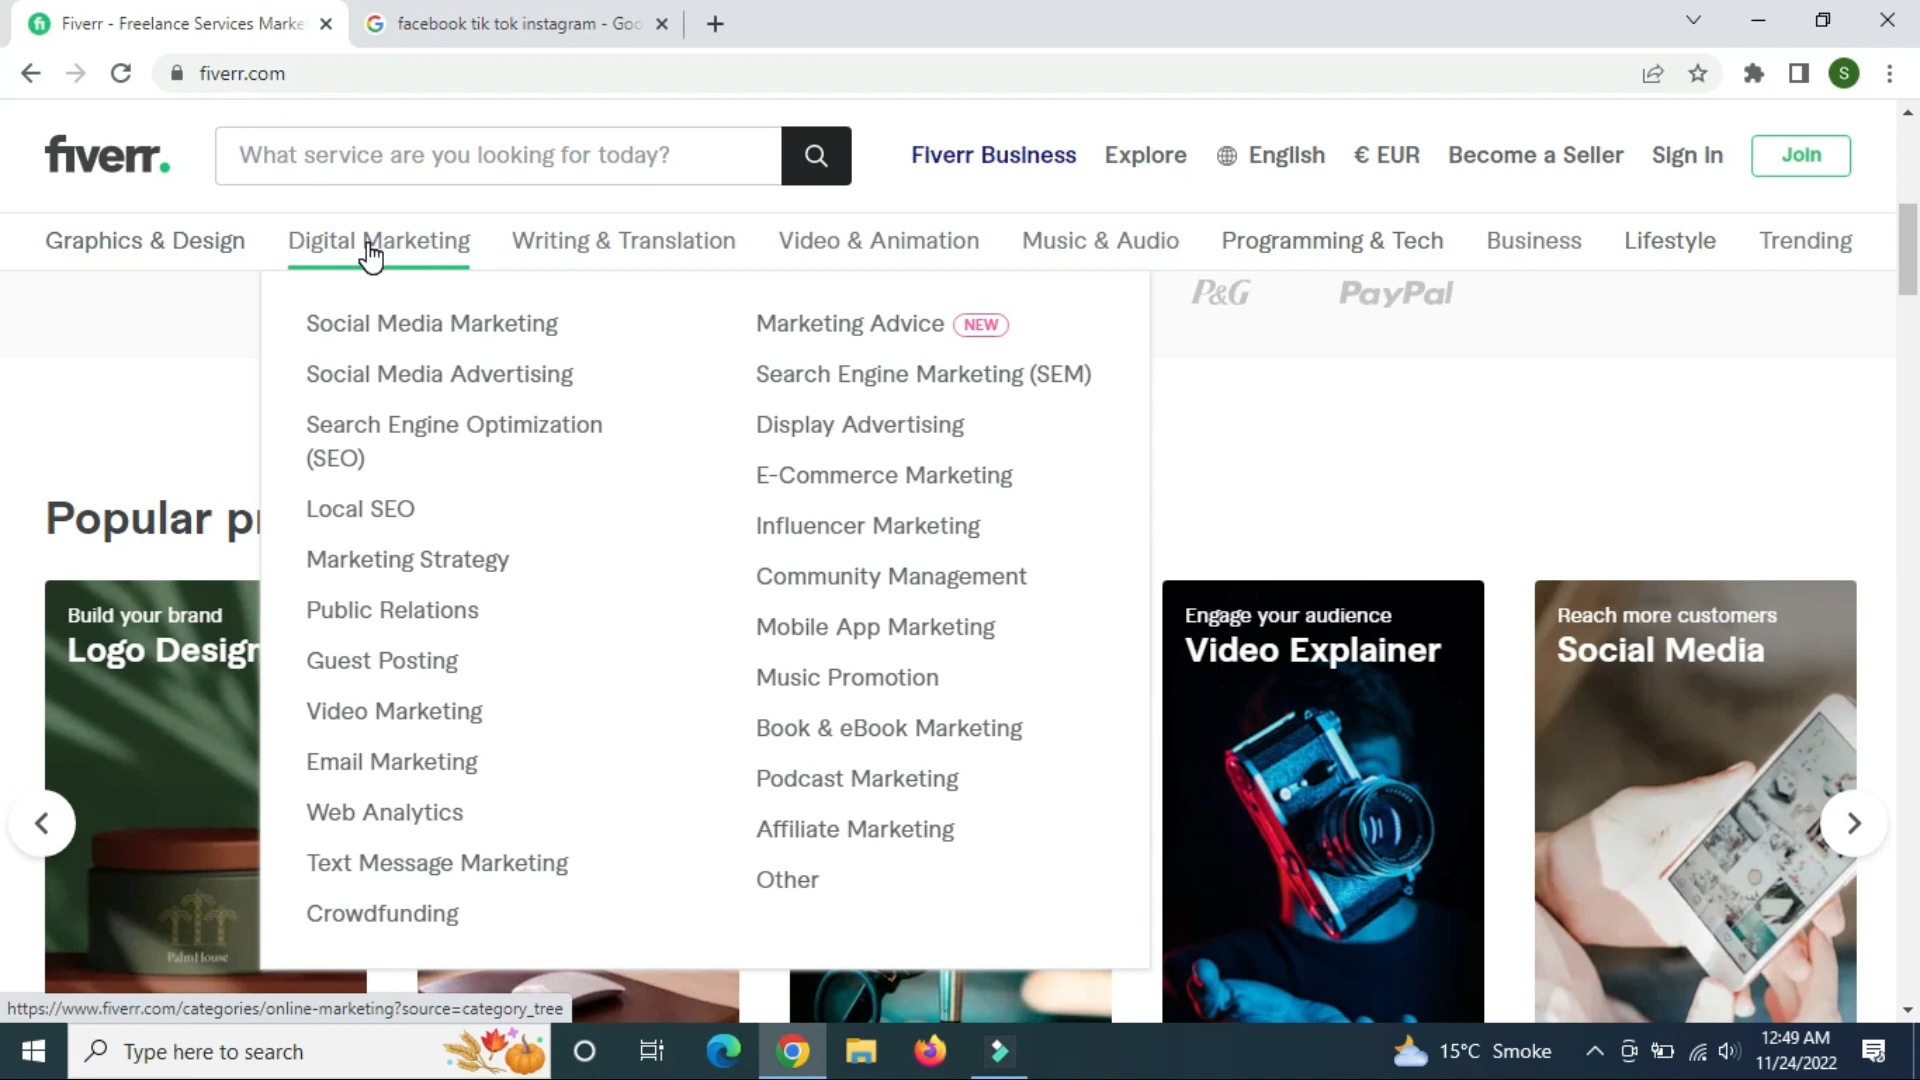 Fiverr - Freelance Services Marke
facebook tik tok instagram - Goo
fiverr.com
S
fiverr.
What service are you looking for today?
Fiverr Business
Explore
English
€ EUR
Become a Seller
Sign in
Join
Graphics & Design
Digital Marketing
Writing & Translation
Video & Animation
Music & Audio
Programming & Tech
Business
Lifestyle
Trending
P&G
PayPal
Social Media Marketing
Social Media Advertising
Search Engine Optimization
(SEO)
Local SEO
Marketing Strategy
Public Relations
Guest Posting
Video Marketing
Email Marketing
Web Analytics
Text Message Marketing
Crowdfunding
Marketing Advice NEW
Search Engine Marketing (SEM)
Display Advertising
E-Commerce Marketing
Influencer Marketing
Community Management
Mobile App Marketing
Music Promotion
Book & eBook Marketing
Podcast Marketing
Affiliate Marketing
Other
Popular p
Build your brand
Logo Design
PalmHouse
Engage your audience
Video Explainer
Reach more customers
Social Media
https://www.fiverr.com/categories/online-marketing?source=category_tree
Type here to search
15°C Smoke
12:49 AM
11/24/2022